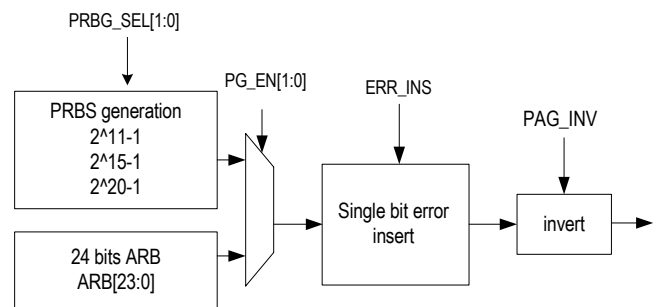 PRBG_SEL[1:0]
PG_EN[1:0]
ERR_INS
PAG_INV
PRBS generation
2^11-1
2^15-1
2^20-1
Single bit error
insert
invert
24 bits ARB
ARB[23:0]